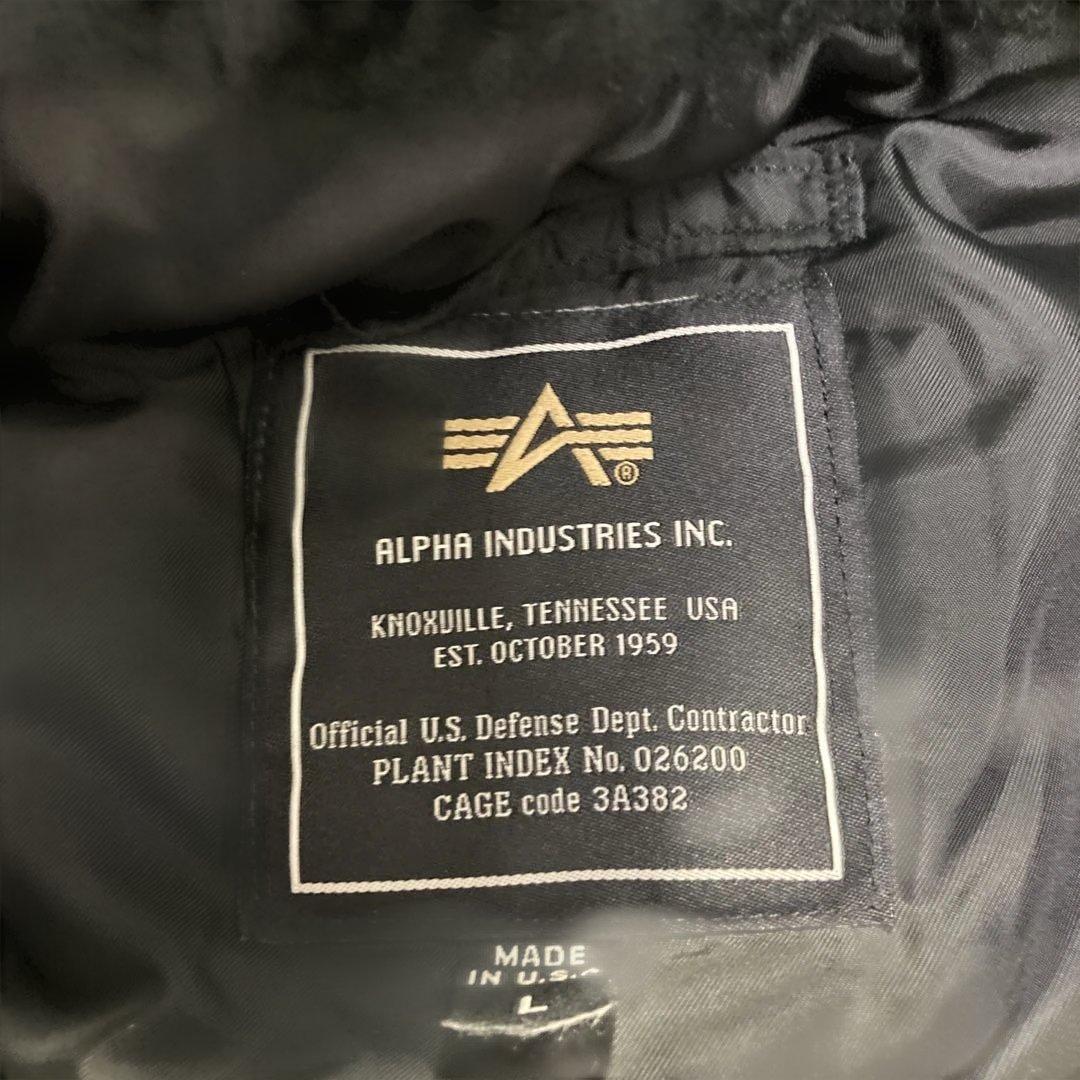 ®
ALPHA INDUSTRIES INC.
KNOXVILLE, TENNESSEE USA
EST. OCTOBER 1959
Official U.S. Defense Dept. Contractor
PLANT INDEX No. 026200
CAGE code 3A382
MADE
IN U.S.A
L